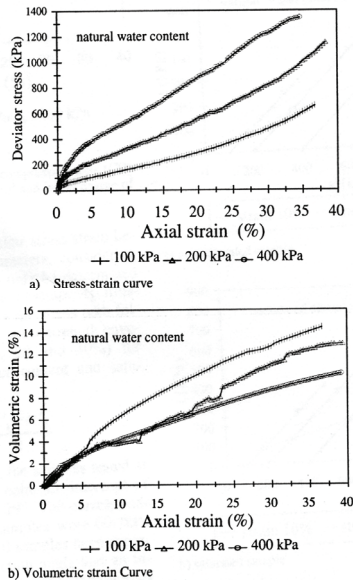 1400
1200
1000
800
600
400
200
0
Deviator stress (kPa)
natural water content
0 5 10 15 20 25 30 35 40
Axial strain (%)
100 kPa 200 kPa 400 kPa
a) Stress-strain curve
16
14
12
10
8
6
4
2
0
Volumetric strain (%)
natural water content
0 5 10 15 20 25 30 35 40
Axial strain (%)
100 kPa 200 kPa 400 kPa
b) Volumetric strain Curve